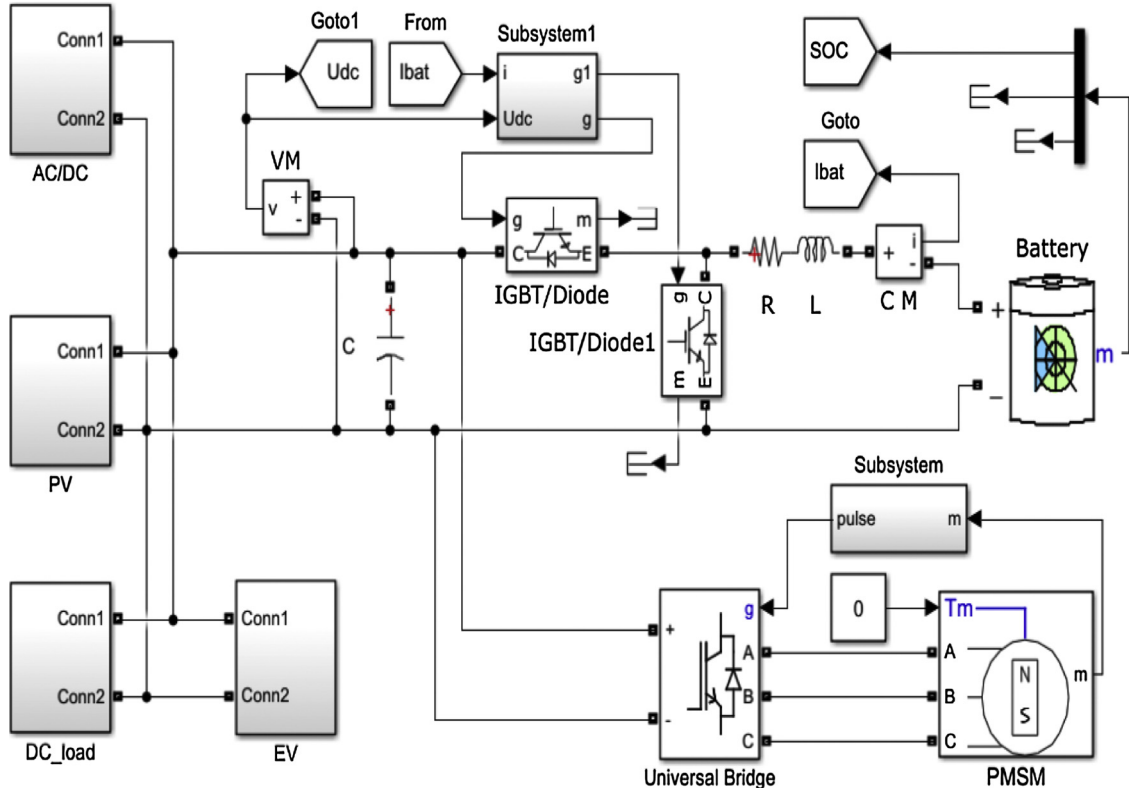 Conn1
Conn2
AC/DC
Goto1
Udc
From
Ibat
Subsystem1
i
g1
Udc
g
VM
v
+
-
g
m
C
E
IGBT/Diode
SOC
Goto
Ibat
i
+
-
C M
R
L
Battery
+
m
–
g
C
m
E
IGBT/Diode1
C
+
+
Conn1
Conn2
PV
Subsystem
pulse
m
0
Conn1
Conn2
DC_load
Conn1
Conn2
EV
+
-
g
A
B
C
Universal Bridge
Tm
A
B
C
N
S
m
PMSM